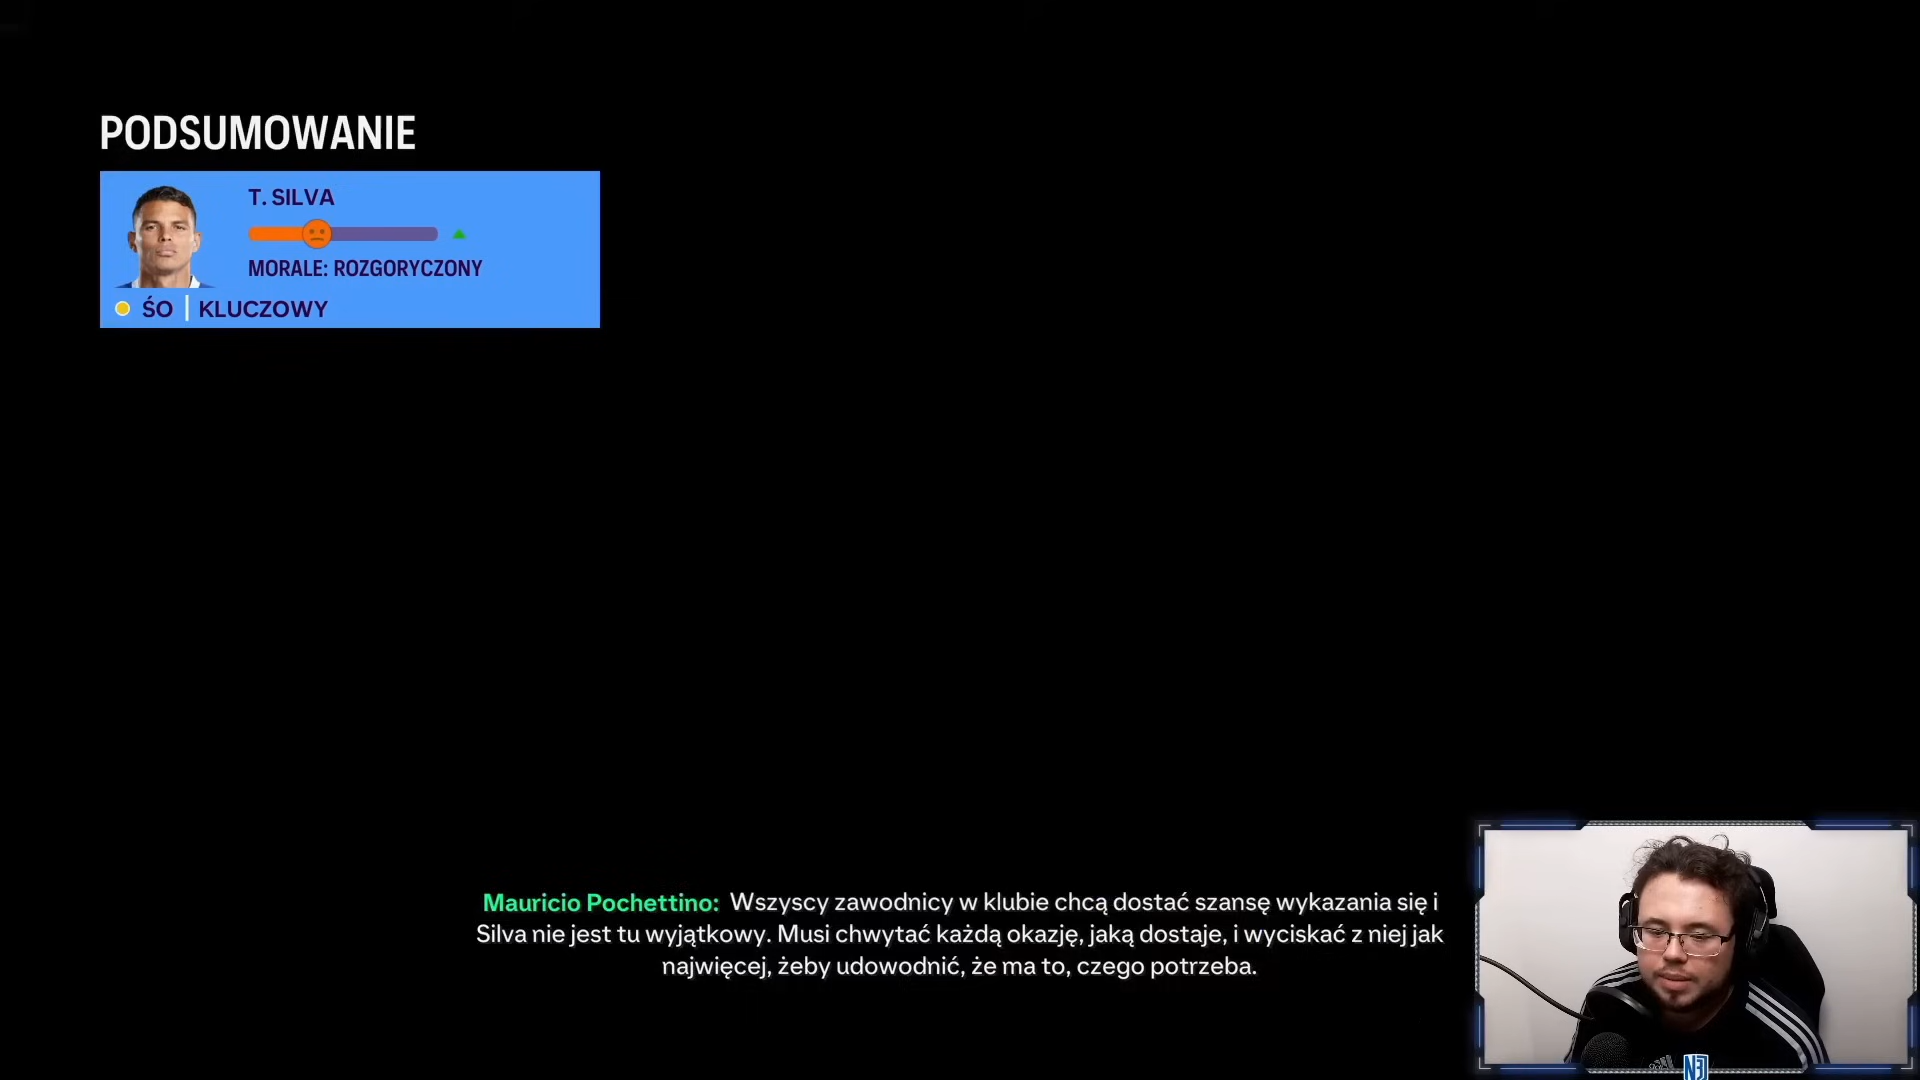 PODSUMOWANIE
T. SILVA
MORALE: ROZGORYCZONY
ŚO | KLUCZOWY
Mauricio Pochettino: Wszyscy zawodnicy w klubie chcą dostać szansę wykazania się i
Silva nie jest tu wyjątkowy. Musi chwytać każdą okazję, jaką dostaje, i wyciskać z niej jak
najwięcej, żeby udowodnić, że ma to, czego potrzeba.